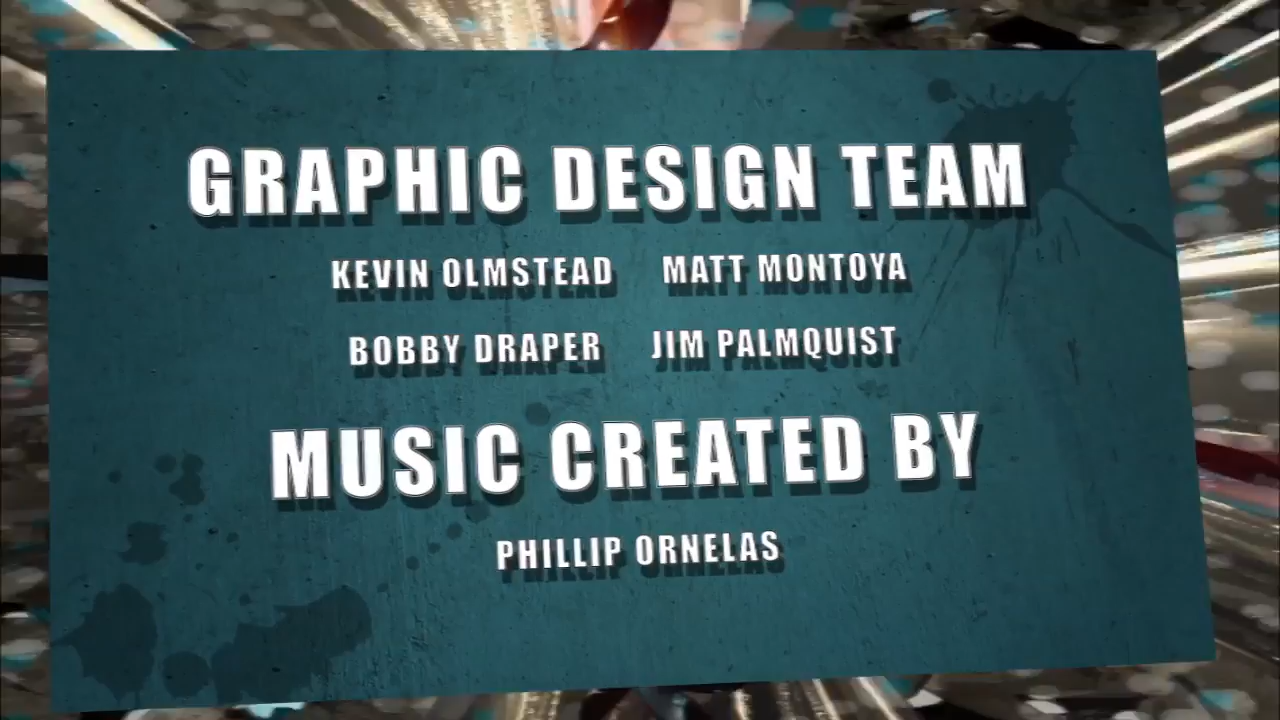 GRAPHIC DESIGN TEAM
KEVIN OLMSTEAD MATT MONTOYA
BOBBY DRAPER JIM PALMQUIST
MUSIC CREATED BY
PHILLIP ORNELAS